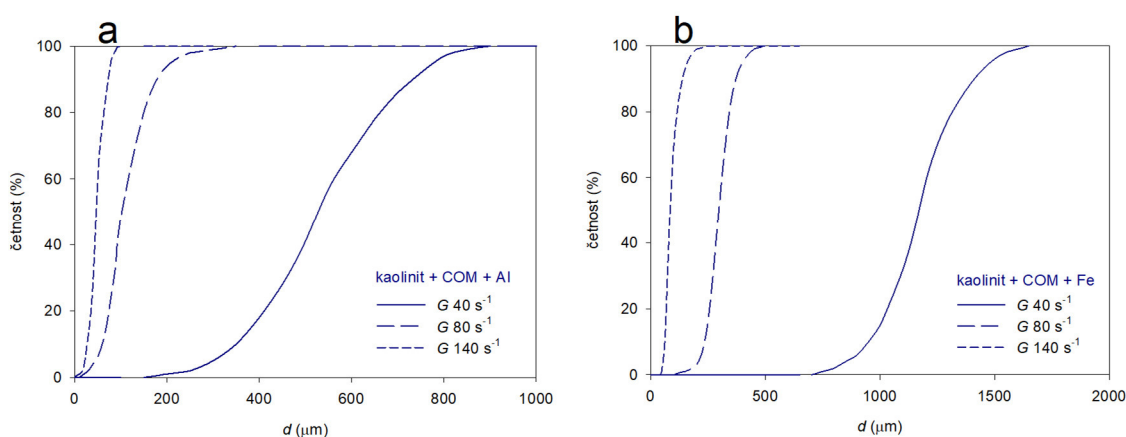 a
100
80
60
40
20
0
četnost (%)
0
200
400
600
800
1000
d (μm)
kaolinit + COM + Al
G 40 s⁻¹
G 80 s⁻¹
G 140 s⁻¹
b
100
80
60
40
20
0
četnost (%)
0
500
1000
1500
2000
d (μm)
kaolinit + COM + Fe
G 40 s⁻¹
G 80 s⁻¹
G 140 s⁻¹